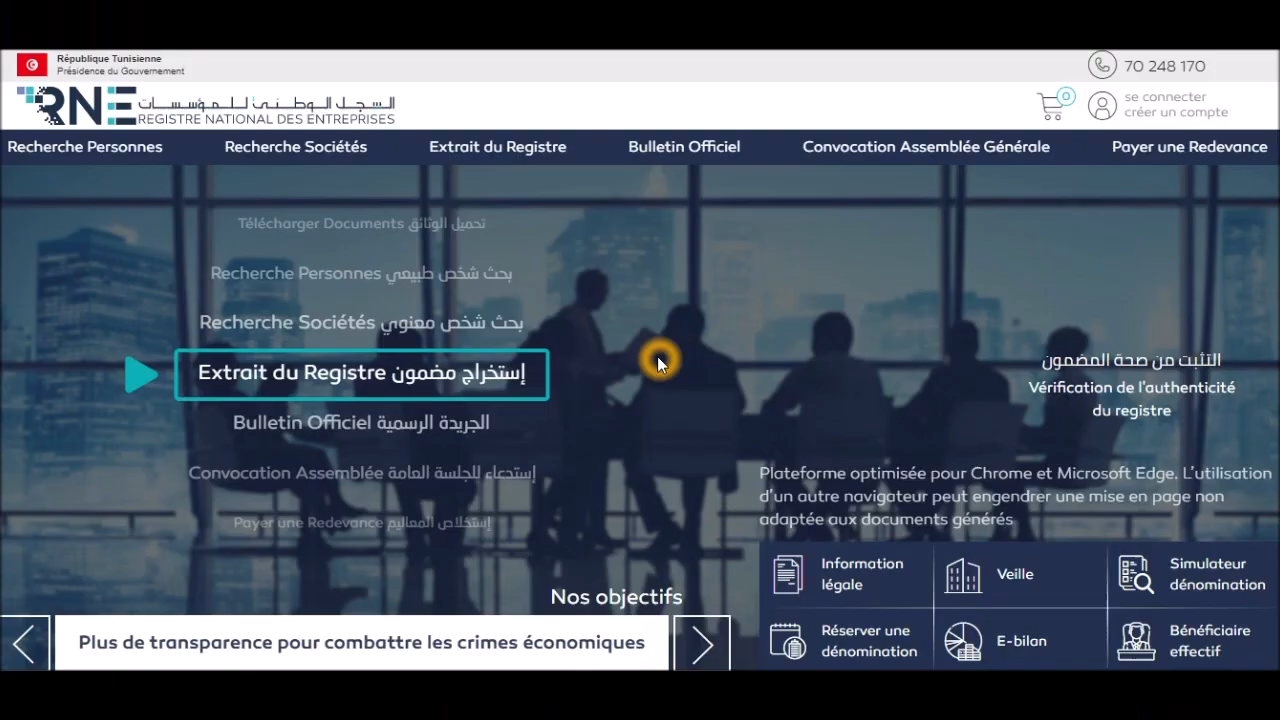 République Tunisienne
Présidence du Gouvernement
70 248 170
RNE
السجل الوطني للمؤسسات
REGISTRE NATIONAL DES ENTREPRISES
0
se connecter
créer un compte
Recherche Personnes
Recherche Sociétés
Extrait du Registre
Bulletin Officiel
Convocation Assemblée Générale
Payer une Redevance
Télécharger Documents تحميل الوثائق
Recherche Personnes بحث شخص طبيعي
Recherche Sociétés بحث شخص معنوي
Extrait du Registre إستخراج مضمون
Bulletin Officiel الجريدة الرسمية
Convocation Assemblée إستدعاء للجلسة العامة
Payer une Redevance إستخلاص المعاليم
التثبت من صحة المضمون
Vérification de l'authenticité
du registre
Plateforme optimisée pour Chrome et Microsoft Edge. L'utilisation
d'un autre navigateur peut engendrer une mise en page non
adaptée aux documents générés
Information
légale
Veille
Simulateur
dénomination
Réserver une
dénomination
E-bilan
Bénéficiaire
effectif
Nos objectifs
Plus de transparence pour combattre les crimes économiques